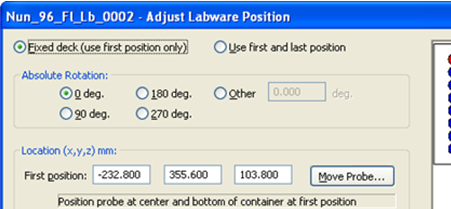 Nun_96_Fl_Lb_0002 - Adjust Labware Position
Fixed deck (use first position only) Use first and last position
Absolute Rotation:
0 deg. 180 deg. Other 0.000 deg.
90 deg. 270 deg.
Location (x,y,z) mm:
First position: -232.800 355.600 103.800 Move Probe...
Position probe at center and bottom of container at first position